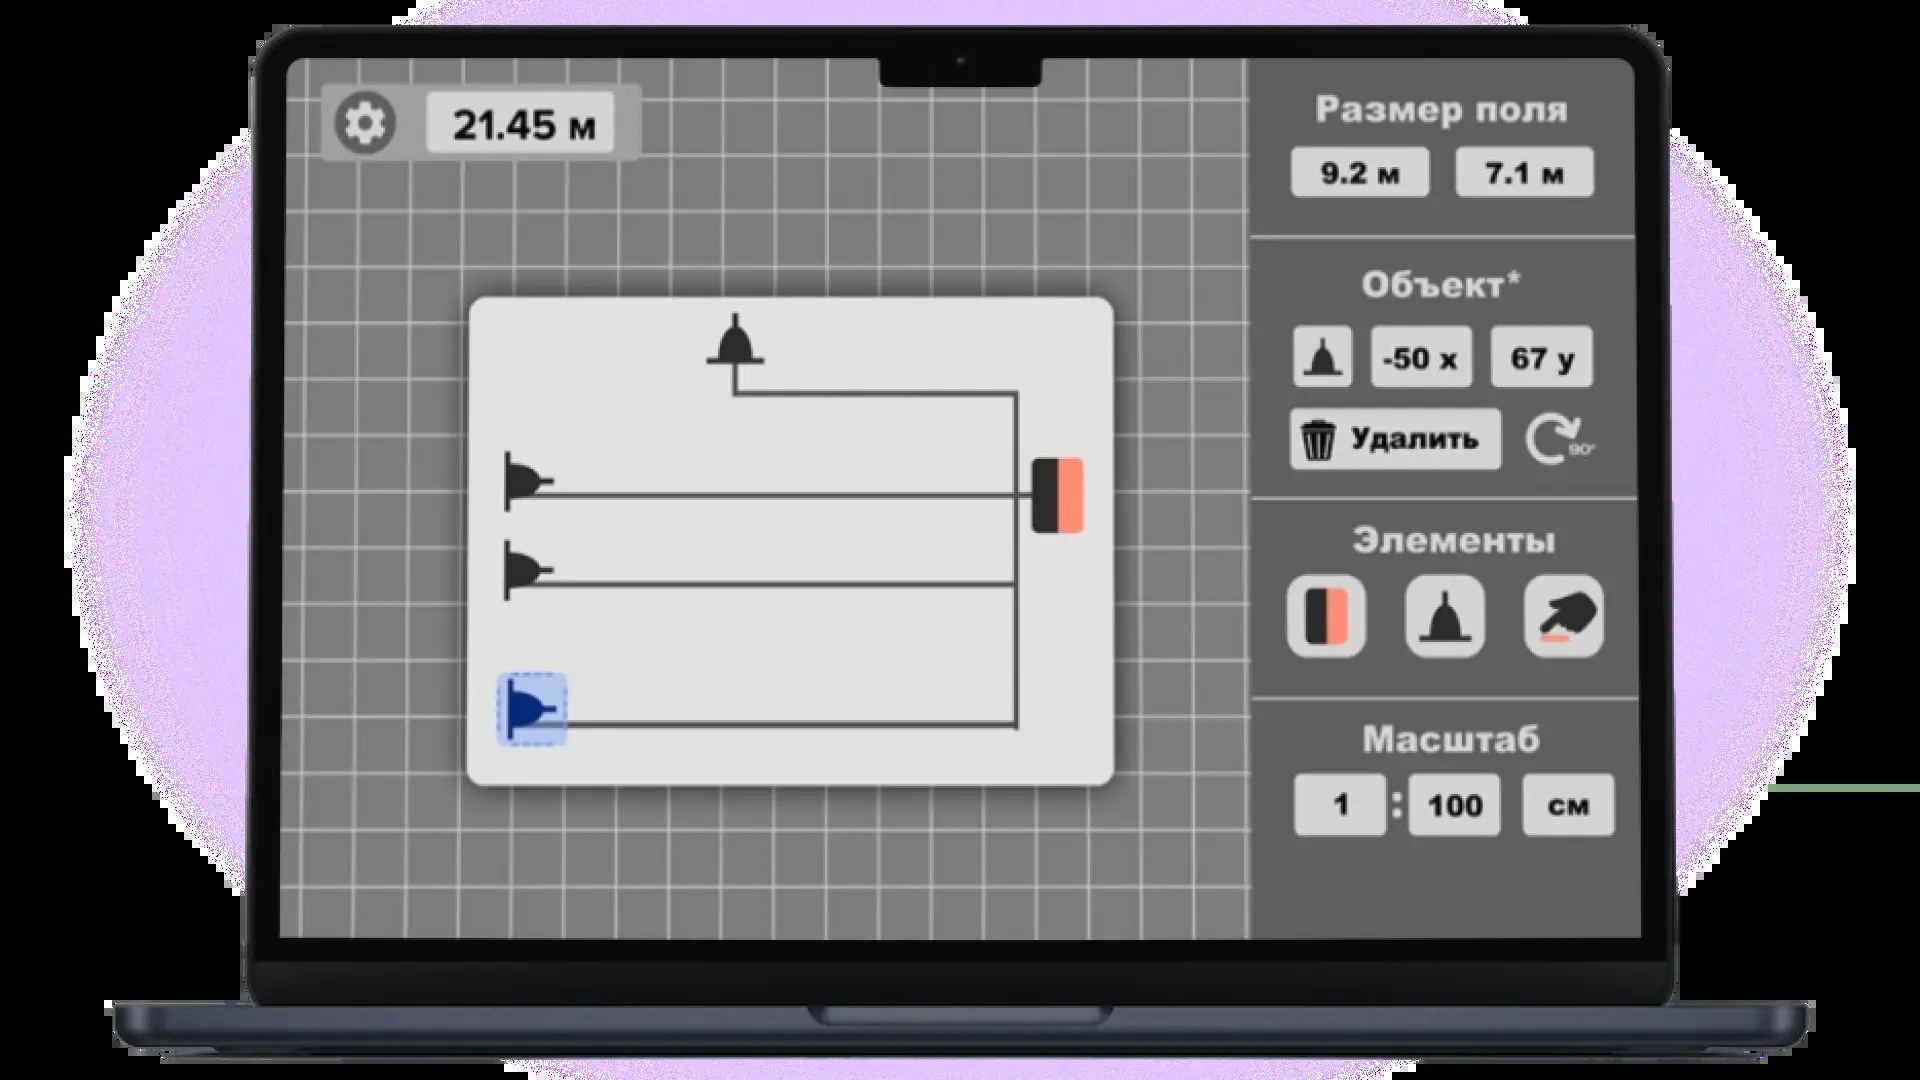 21.45 м
Размер поля
9.2 м 7.1 м
Объект*
-50 x 67 y
Удалить 90°
Элементы
Масштаб
1 : 100 см